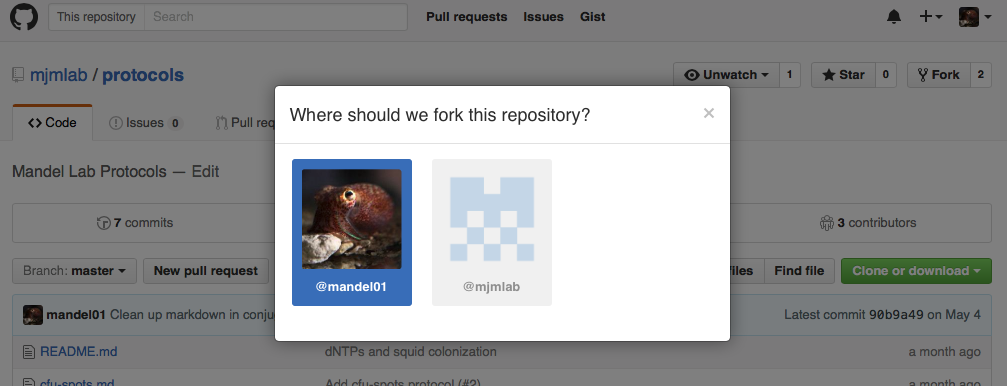 This repository Search Pull requests Issues Gist
mjmlab / protocols Unwatch 1 Star 0 Fork 2
Where should we fork this repository? ×
Code Issues 0 Pull req
Mandel Lab Protocols — Edit
7 commits 3 contributors
@mandel01 @mjmlab
Branch: master New pull request files Find file Clone or download
mandel01 Clean up markdown in conju Latest commit 90b9a49 on May 4
README.md dNTPs and squid colonization a month ago
cfu-spots.md Add cfu-spots protocol (#2) a month ago